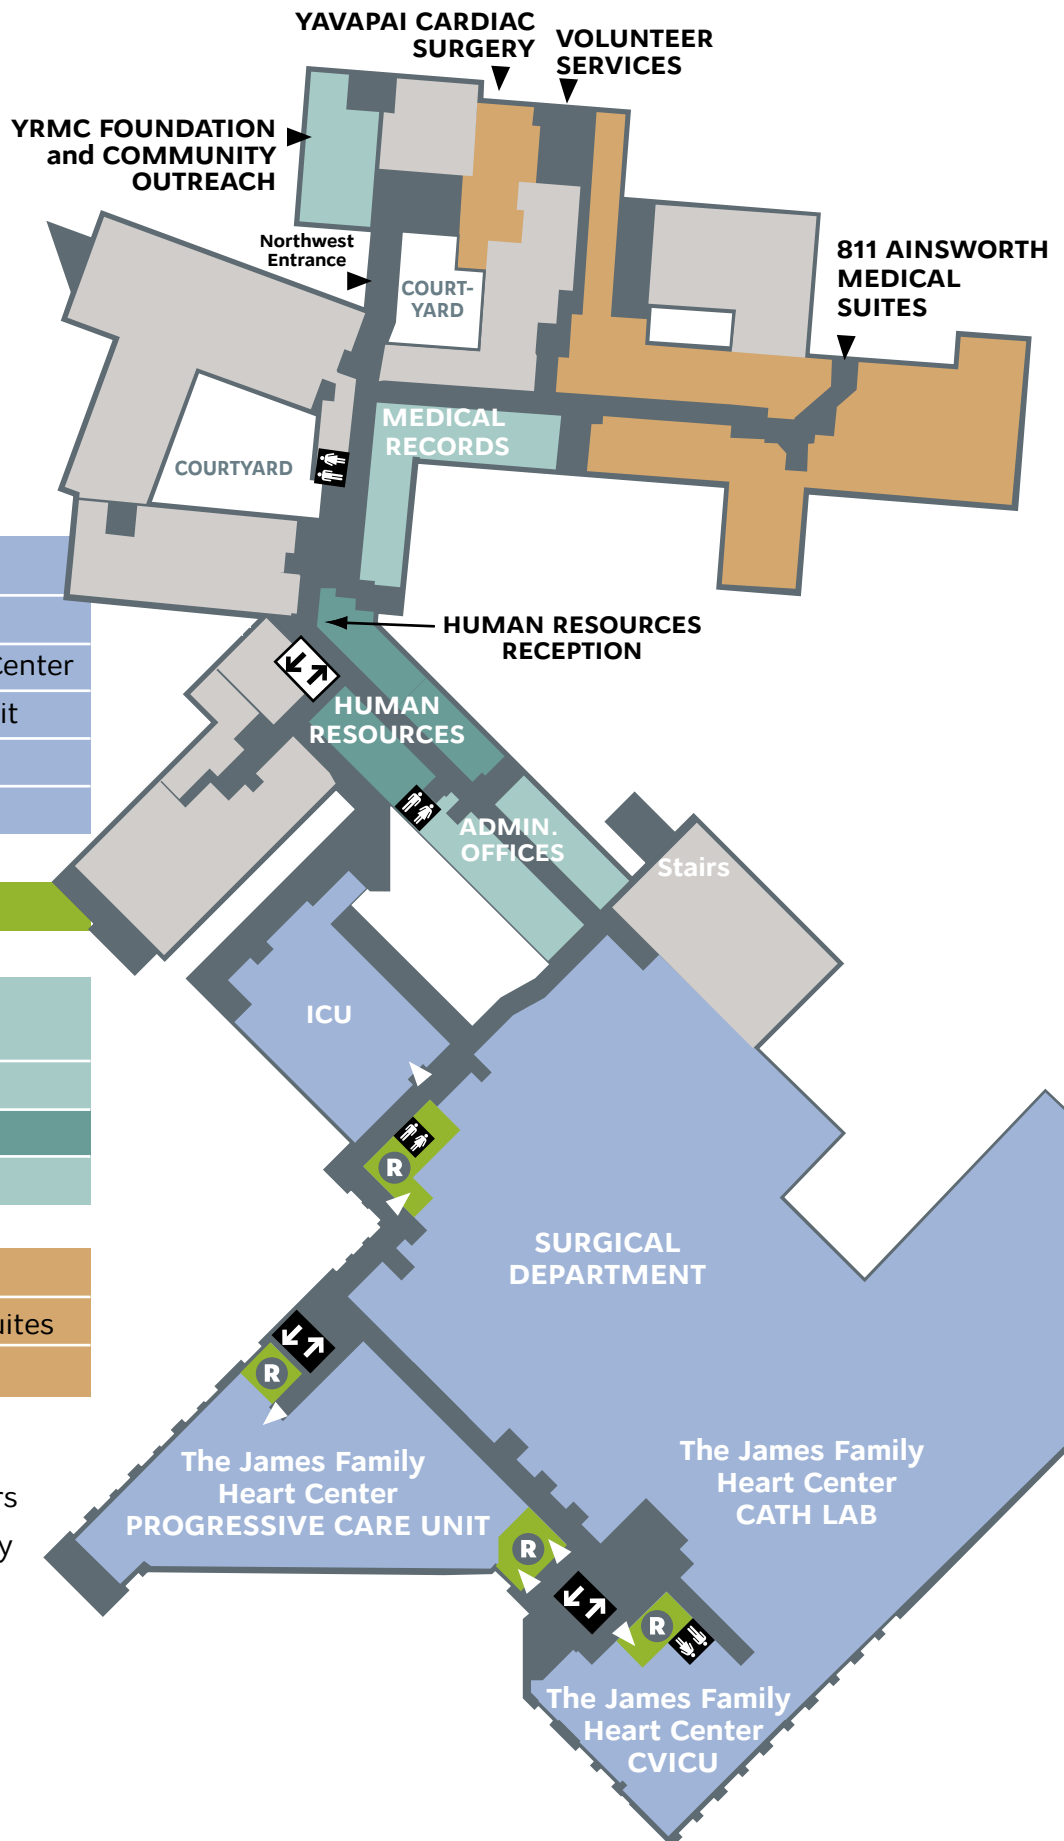 YAVAPAI CARDIAC
SURGERY
VOLUNTEER
SERVICES
YRMC FOUNDATION
and COMMUNITY
OUTREACH
Northwest
Entrance
COURT-
YARD
811 AINSWORTH
MEDICAL
SUITES
MEDICAL
RECORDS
COURTYARD
HUMAN RESOURCES
RECEPTION
Center
it
HUMAN
RESOURCES
ADMIN.
OFFICES
Stairs
ICU
R
SURGICAL
DEPARTMENT
uites
R
The James Family
Heart Center
PROGRESSIVE CARE UNIT
The James Family
Heart Center
CATH LAB
rs
y
R
R
The James Family
Heart Center
CVICU